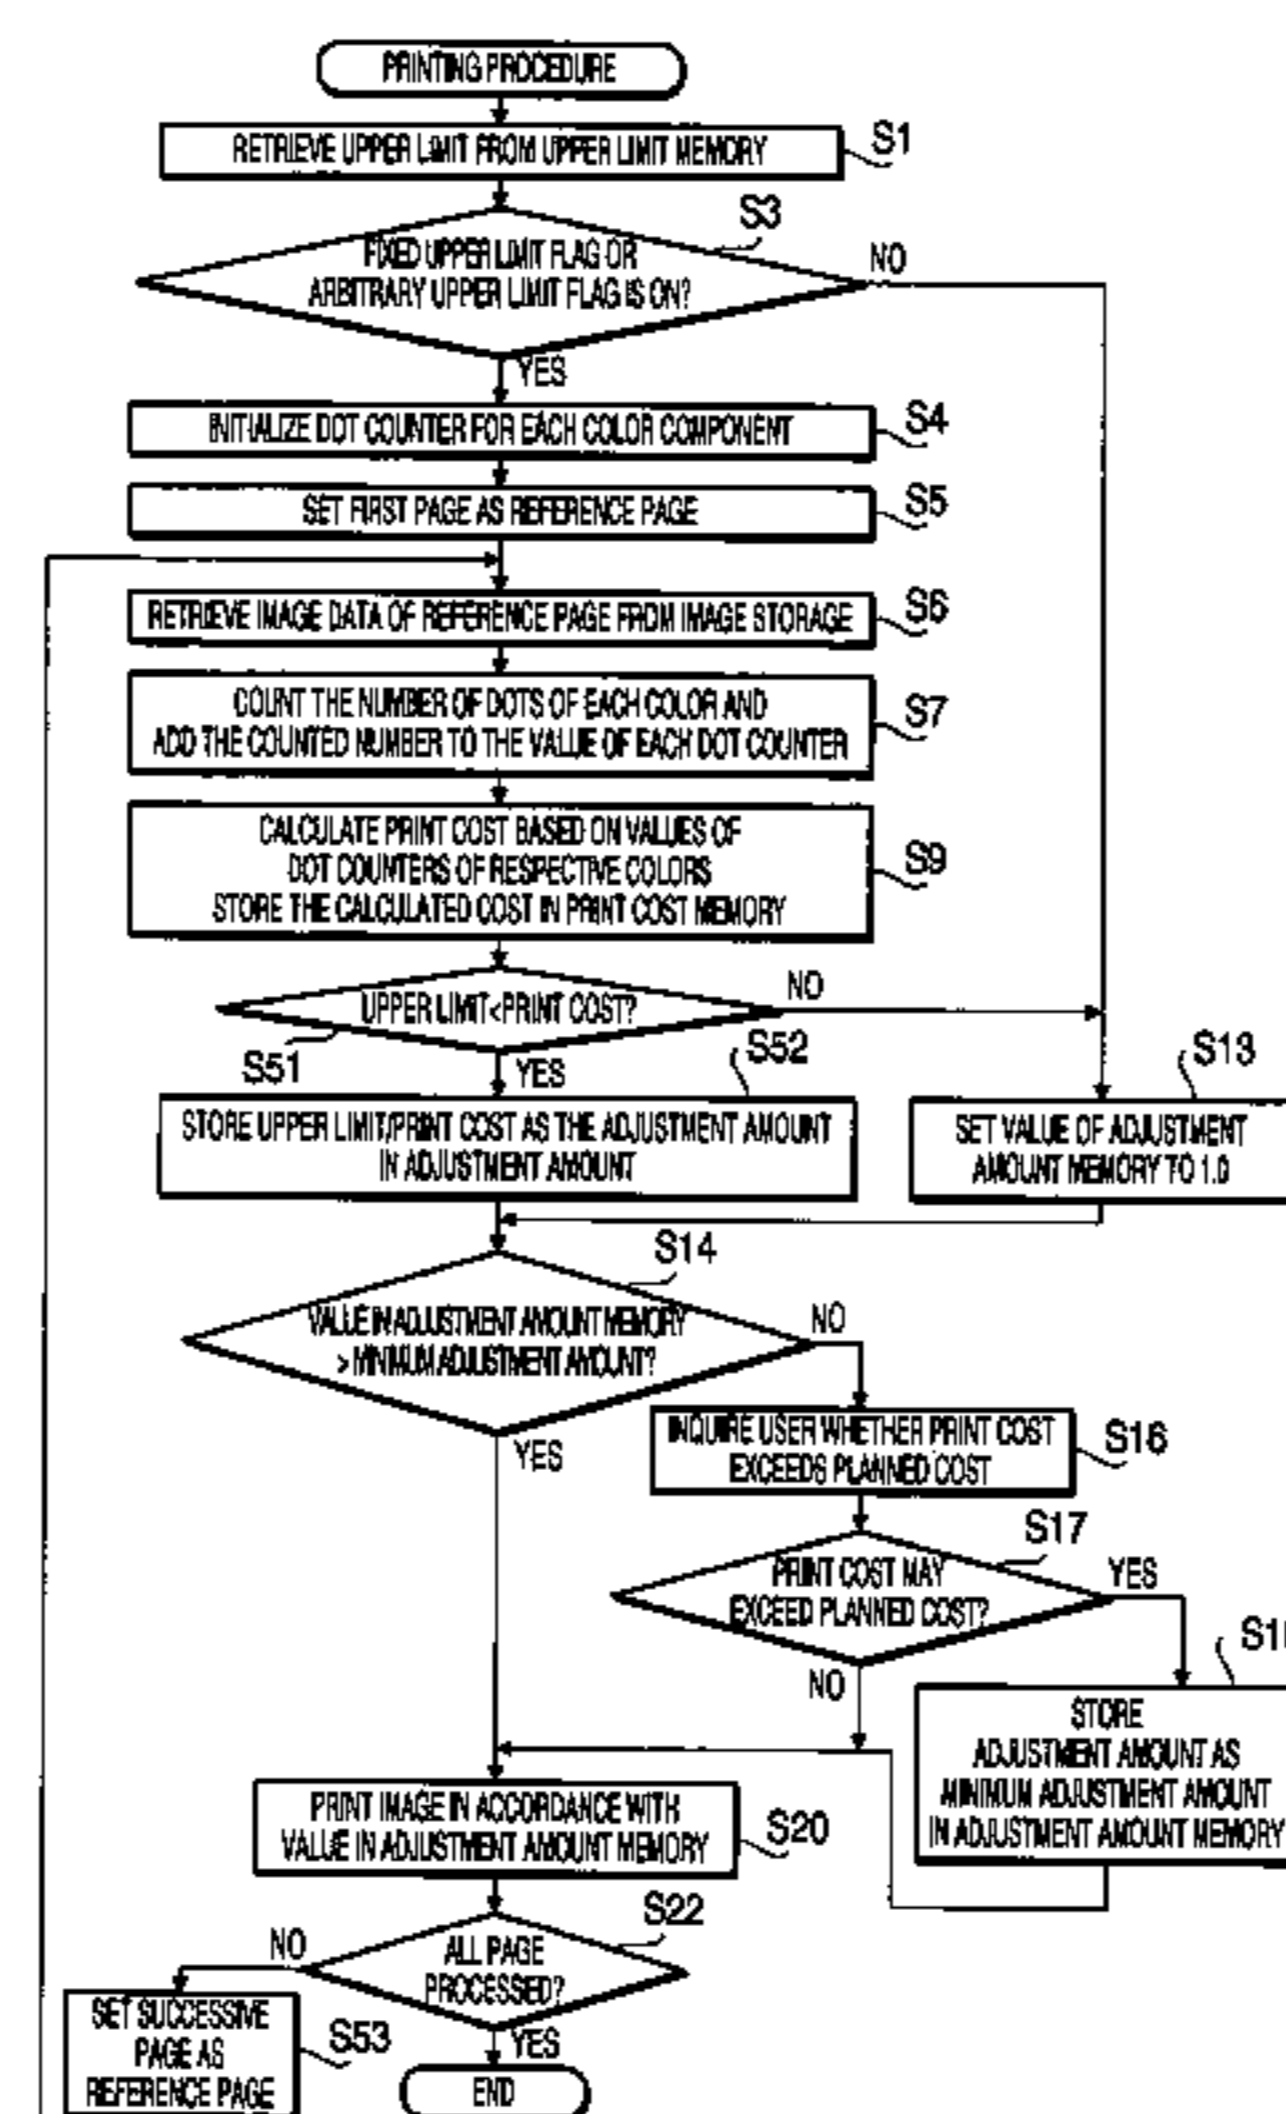 PRINTING PROCEDURE
RETRIEVE UPPER LIMIT FROM UPPER LIMIT MEMORY
S1
S3
FIXED UPPER LIMIT FLAG OR
ARBITRARY UPPER LIMIT FLAG IS ON?
NO
YES
INITIALIZE DOT COUNTER FOR EACH COLOR COMPONENT
S4
SET FIRST PAGE AS REFERENCE PAGE
S5
RETRIEVE IMAGE DATA OF REFERENCE PAGE FROM IMAGE STORAGE
S6
COUNT THE NUMBER OF DOTS OF EACH COLOR AND
ADD THE COUNTED NUMBER TO THE VALUE OF EACH DOT COUNTER
S7
CALCULATE PRINT COST BASED ON VALUES OF
DOT COUNTERS OF RESPECTIVE COLORS
STORE THE CALCULATED COST IN PRINT COST MEMORY
S9
UPPER LIMIT<PRINT COST?
NO
S51
YES
S52
S13
STORE UPPER LIMIT/PRINT COST AS THE ADJUSTMENT AMOUNT
IN ADJUSTMENT AMOUNT
SET VALUE OF ADJUSTMENT
AMOUNT MEMORY TO 1.0
S14
VALUE IN ADJUSTMENT AMOUNT MEMORY
> MINIMUM ADJUSTMENT AMOUNT?
NO
YES
INQUIRE USER WHETHER PRINT COST
EXCEEDS PLANNED COST
S16
S17
PRINT COST MAY
EXCEED PLANNED COST?
YES
NO
STORE
ADJUSTMENT AMOUNT AS
MINIMUM ADJUSTMENT AMOUNT
IN ADJUSTMENT AMOUNT MEMORY
PRINT IMAGE IN ACCORDANCE WITH
VALUE IN ADJUSTMENT AMOUNT MEMORY
S20
S22
ALL PAGE
PROCESSED?
NO
YES
SET SUCCESSIVE
PAGE AS
REFERENCE PAGE
S53
END